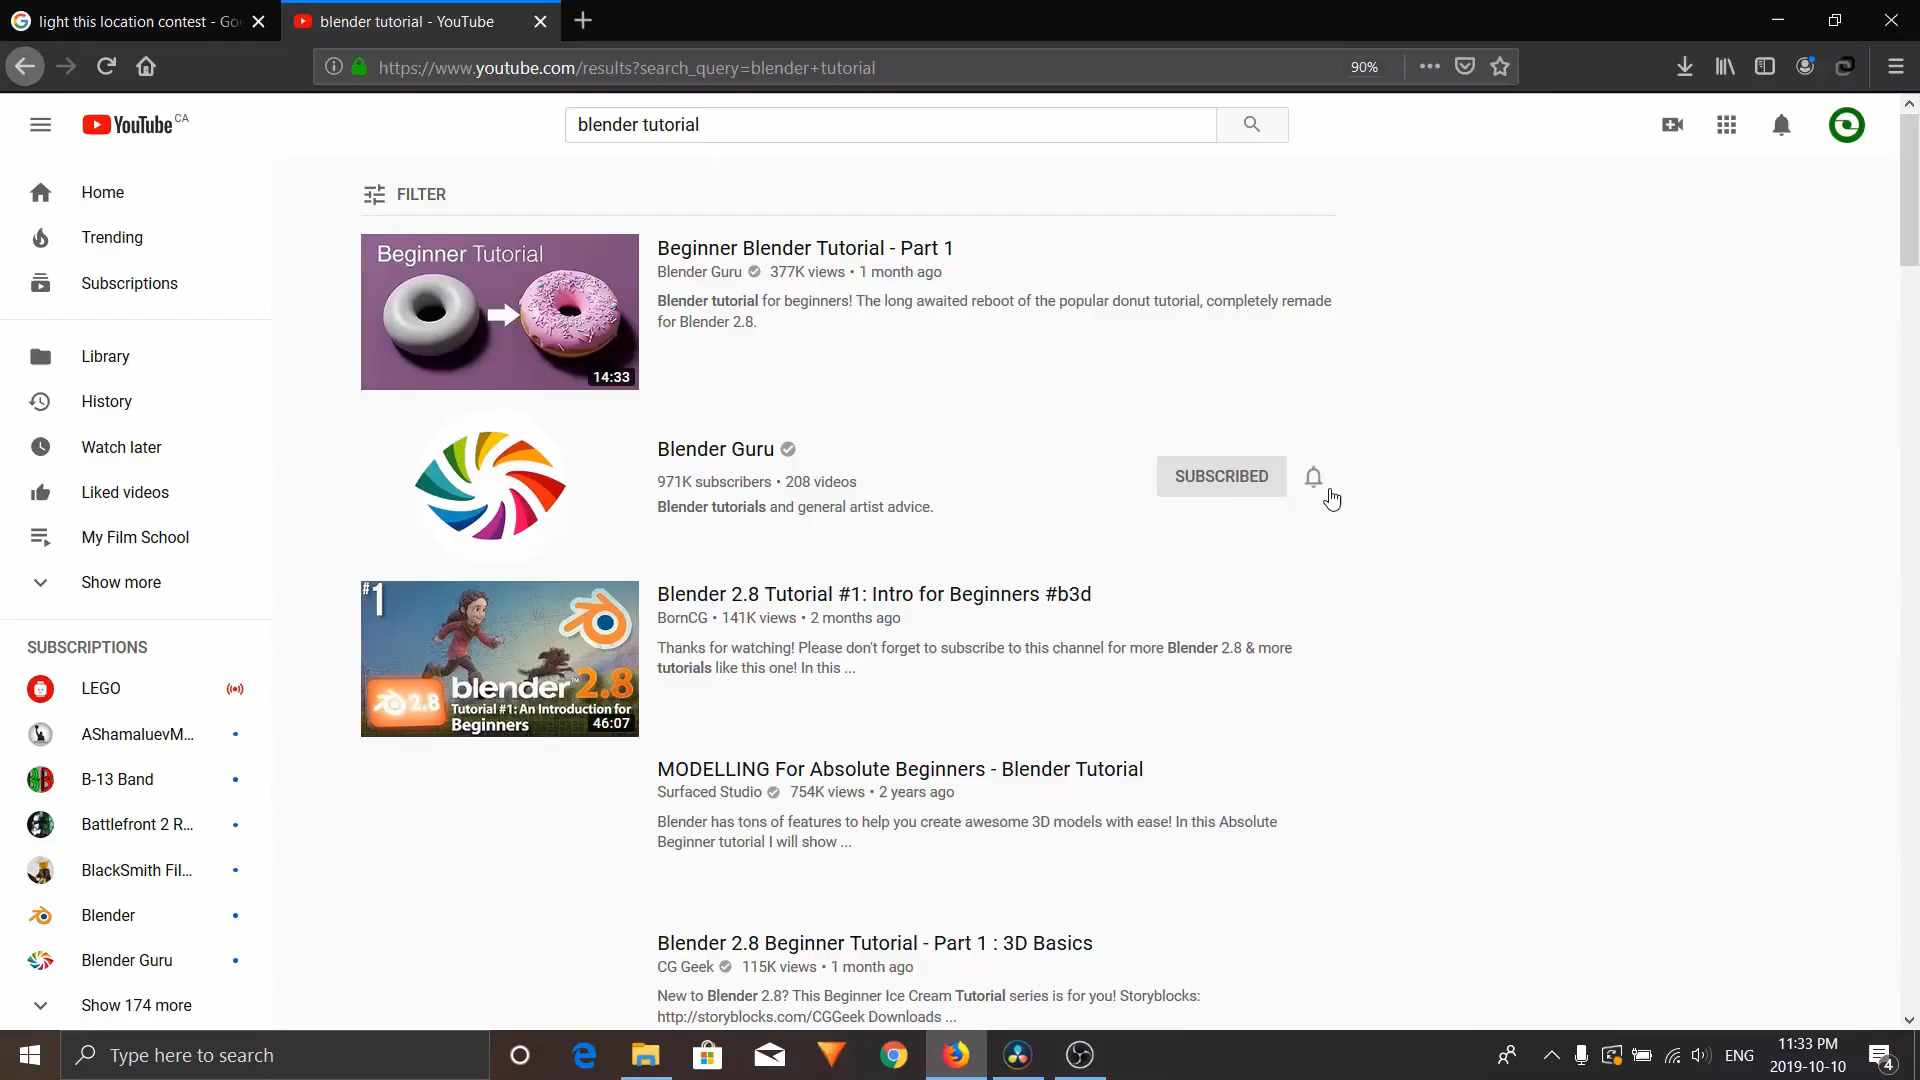 light this location contest - Go
blender tutorial - YouTube
https://www.youtube.com/results?search_query=blender+tutorial
90%
YouTube CA
blender tutorial
Home
Trending
Subscriptions
Library
History
Watch later
Liked videos
My Film School
Show more
SUBSCRIPTIONS
LEGO
AShamaluevM...
B-13 Band
Battlefront 2 R...
BlackSmith Fil...
Blender
Blender Guru
Show 174 more
FILTER
Beginner Tutorial
14:33
Beginner Blender Tutorial - Part 1
Blender Guru 377K views • 1 month ago
Blender tutorial for beginners! The long awaited reboot of the popular donut tutorial, completely remade
for Blender 2.8.
Blender Guru
971K subscribers • 208 videos
Blender tutorials and general artist advice.
SUBSCRIBED
#1
2.8
blender 2.8
Tutorial #1: An Introduction for
Beginners
46:07
Blender 2.8 Tutorial #1: Intro for Beginners #b3d
BornCG • 141K views • 2 months ago
Thanks for watching! Please don't forget to subscribe to this channel for more Blender 2.8 & more
tutorials like this one! In this ...
MODELLING For Absolute Beginners - Blender Tutorial
Surfaced Studio 754K views • 2 years ago
Blender has tons of features to help you create awesome 3D models with ease! In this Absolute
Beginner tutorial I will show ...
Blender 2.8 Beginner Tutorial - Part 1 : 3D Basics
CG Geek 115K views • 1 month ago
New to Blender 2.8? This Beginner Ice Cream Tutorial series is for you! Storyblocks:
http://storyblocks.com/CGGeek Downloads ...
Type here to search
ENG
11:33 PM
2019-10-10
4